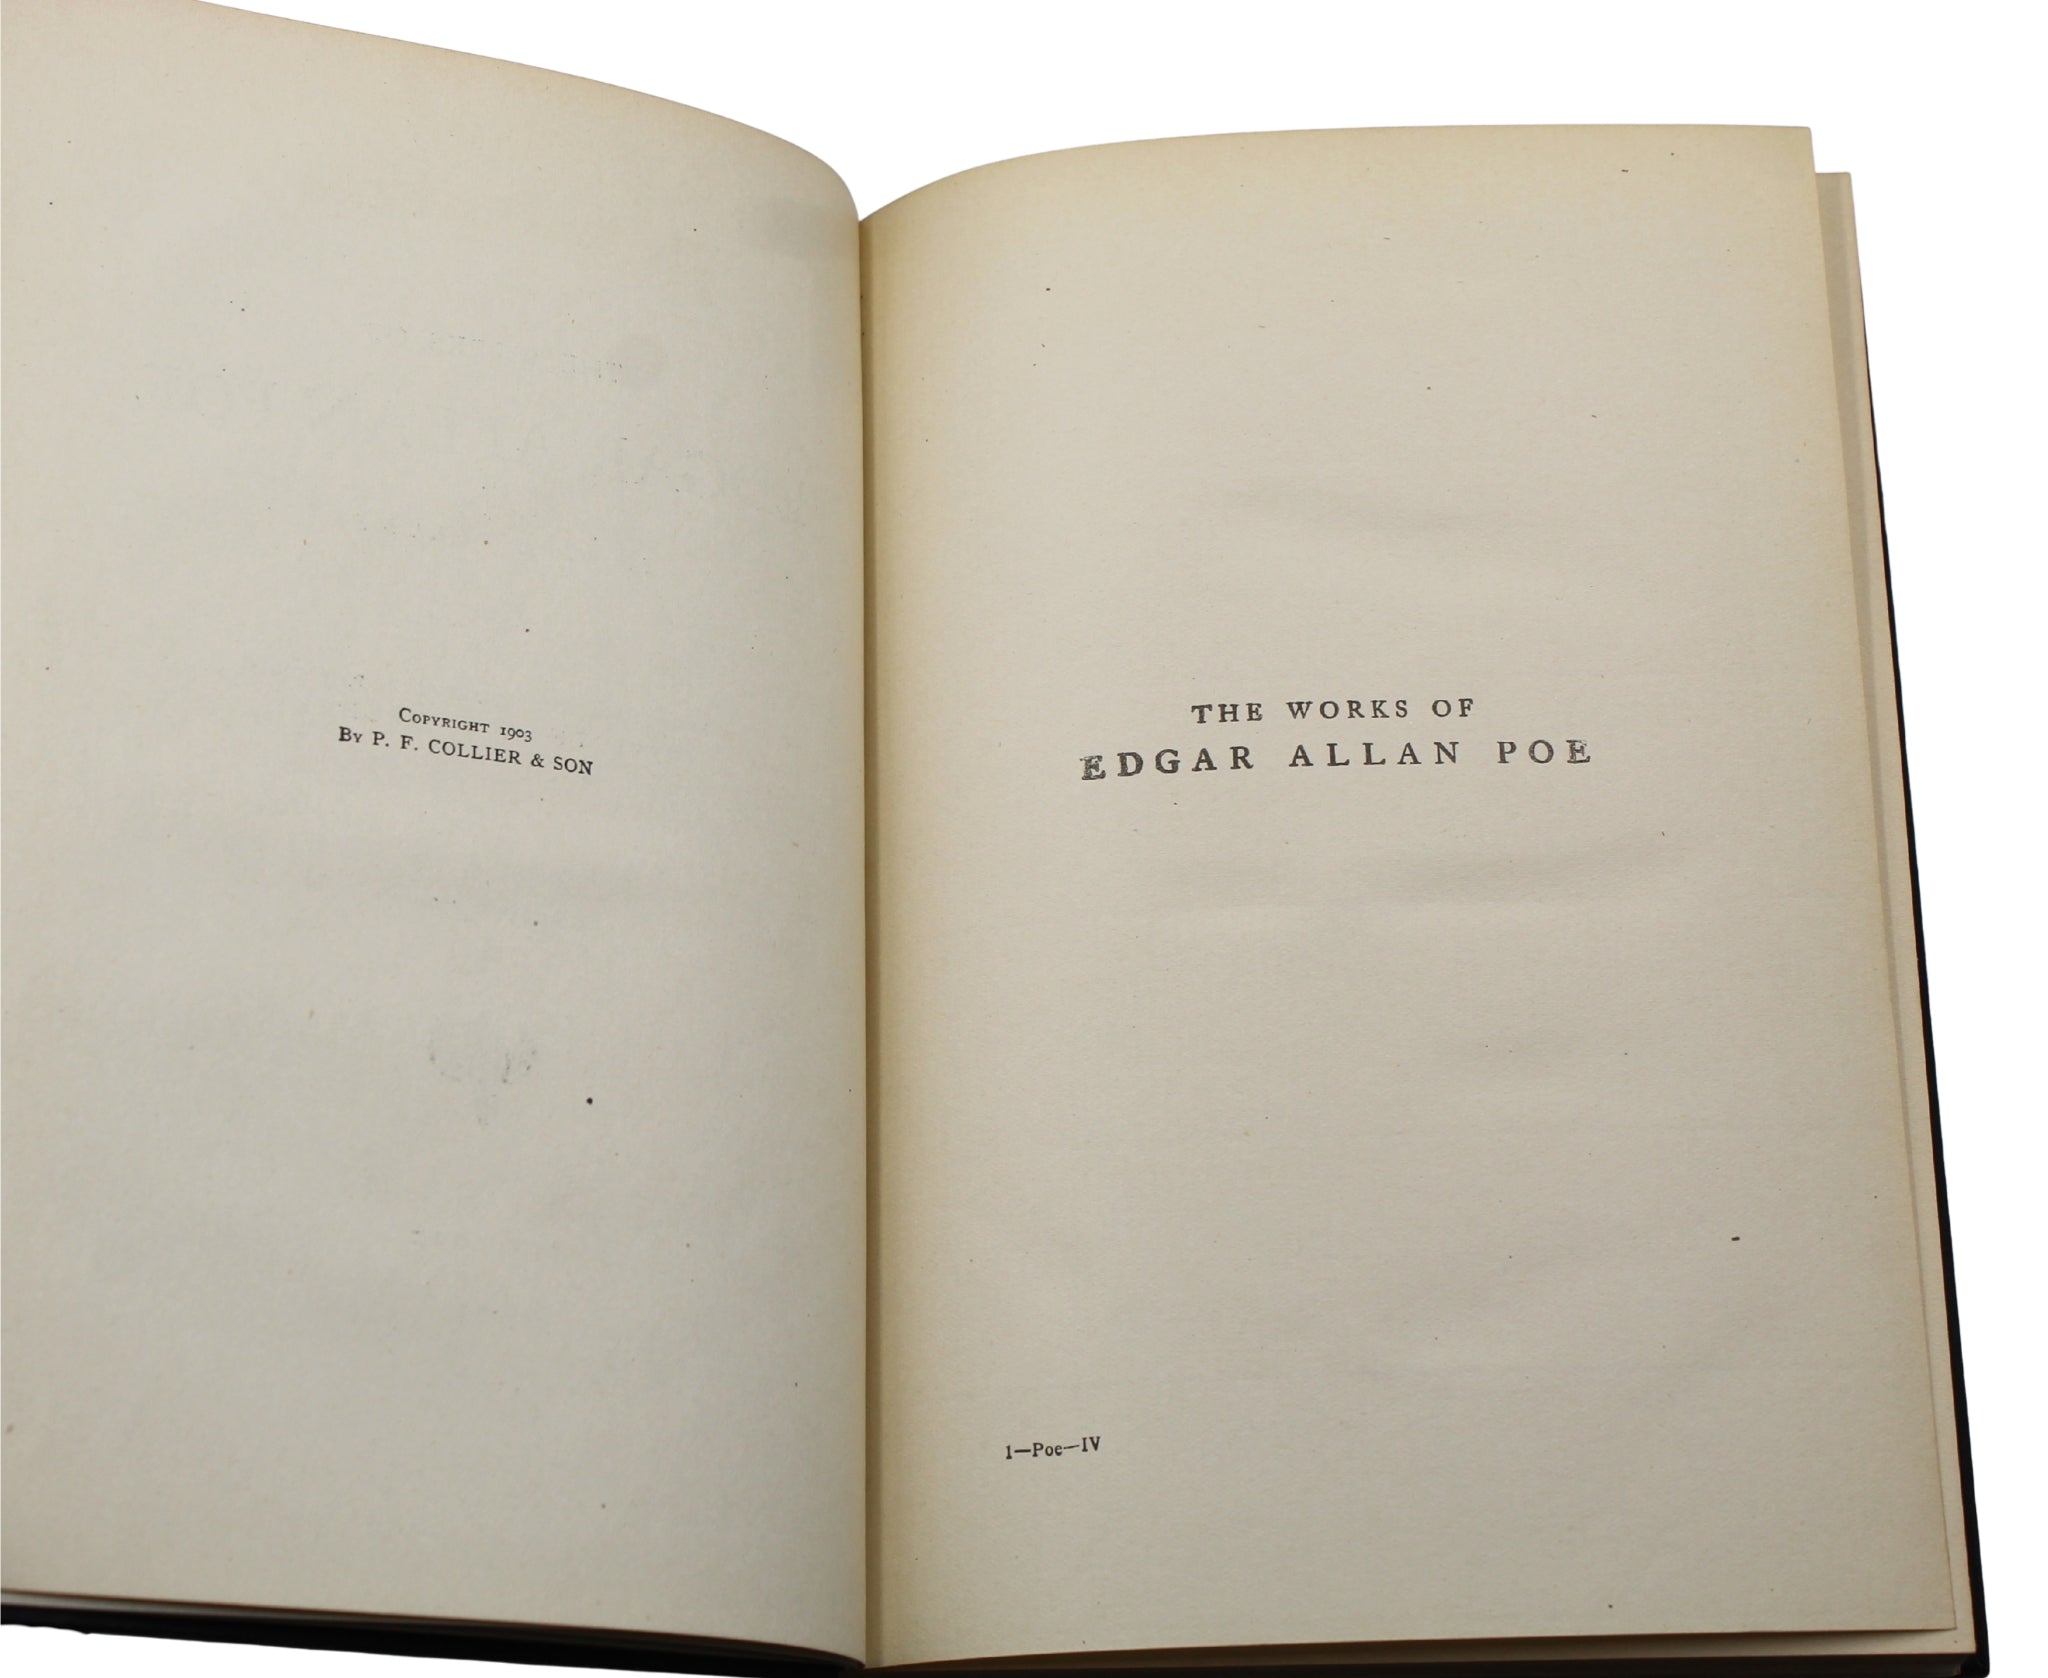 Copyright 1903
By P. F. COLLIER & SON
THE WORKS OF
EDGAR ALLAN POE
1—Poe—IV